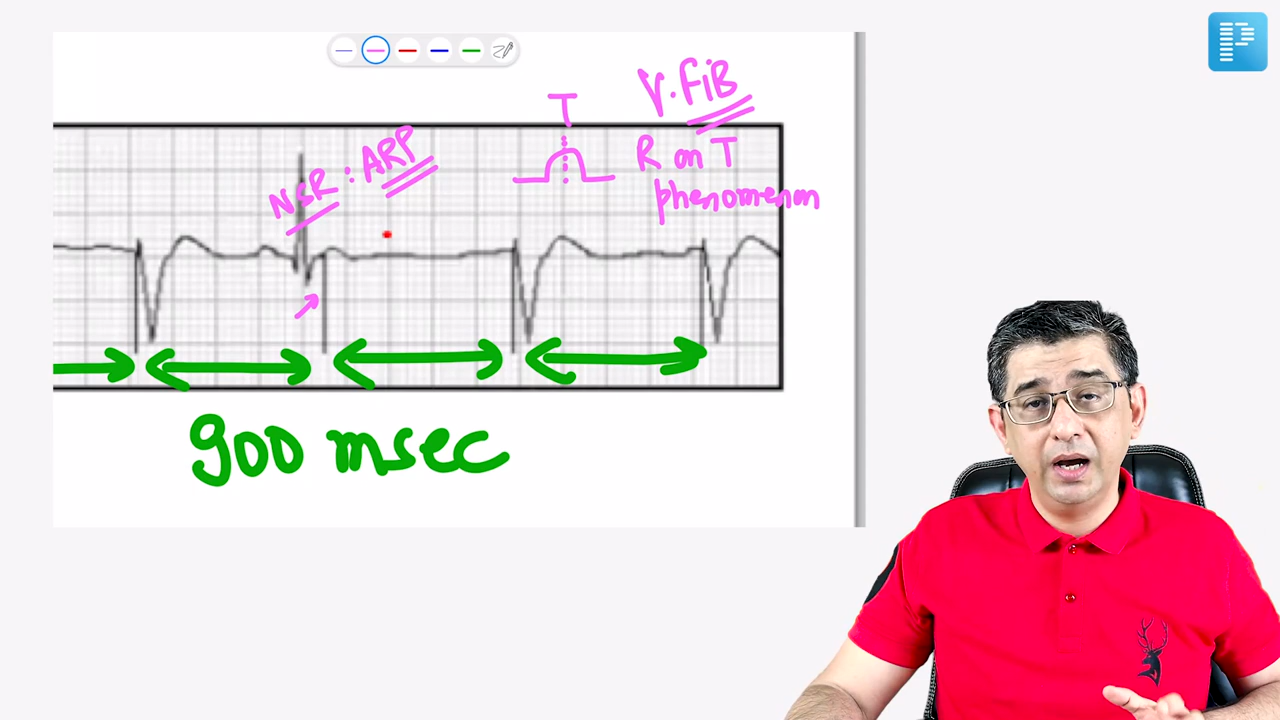 T
V.FiB
NSR : ARP
R on T
phenomenon
900 msec
P